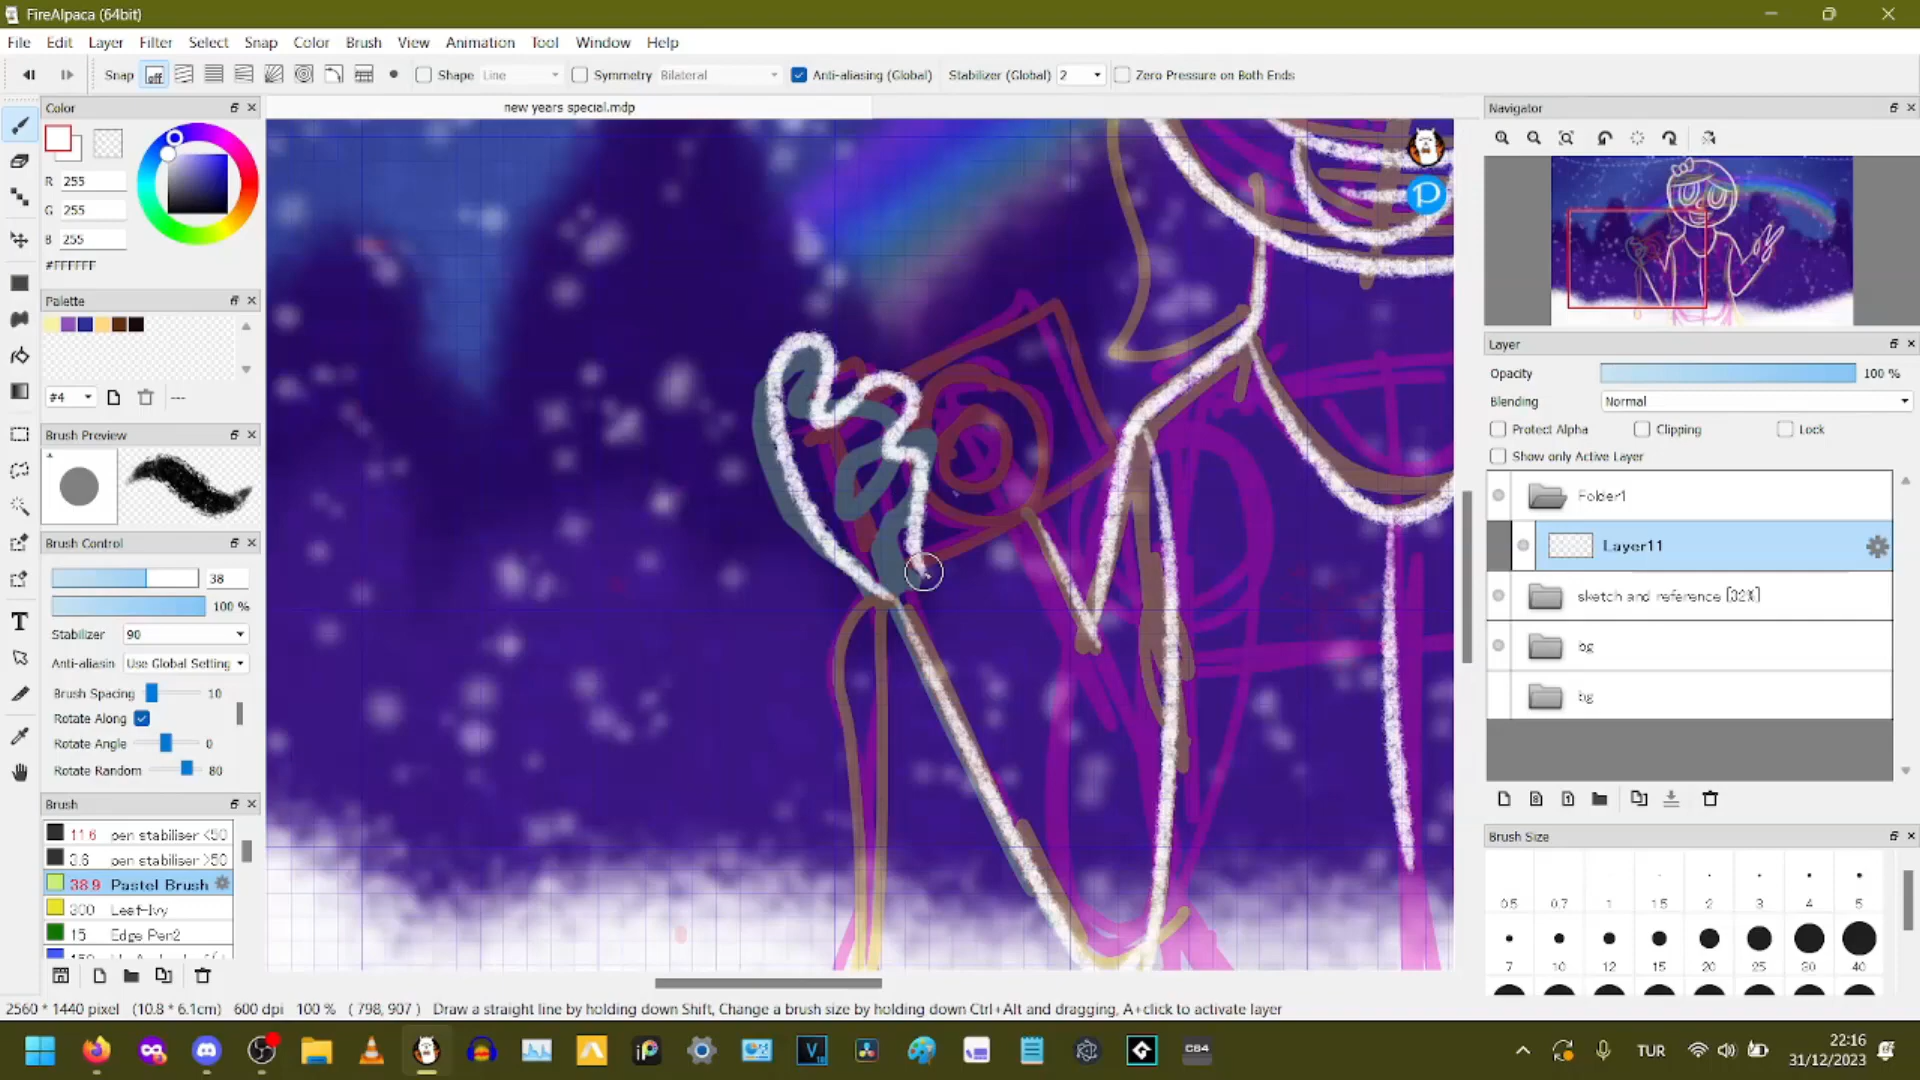 FireAlpaca (64bit)
File Edit Layer Filter Select Snap Color Brush View Animation Tool Window Help
Snap off Shape Line Symmetry Bilateral Anti-aliasing (Global) Stabilizer (Global) 2 Zero Pressure on Both Ends
Color
new years special.mdp
Navigator
R 255
G 255
B 255
#FFFFFF
Palette
#4 ---
Brush Preview
Brush Control
38
100 %
Stabilizer 90
Anti-aliasin Use Global Setting
Brush Spacing 10
Rotate Along
Rotate Angle 0
Rotate Random 80
Brush
11.6 pen stabiliser <50
3.6 pen stabiliser >50
38.9 Pastel Brush
300 Leaf-Ivy
15 Edge Pen2
P
Layer
Opacity 100 %
Blending Normal
Protect Alpha Clipping Lock
Show only Active Layer
Folder1
Layer11
sketch and reference [32%]
bg
bg
Brush Size
0.5 0.7 1 1.5 2 3 4 5
7 10 12 15 20 25 30 40
2560 * 1440 pixel (10.8 * 6.1cm) 600 dpi 100 % ( 798, 907 ) Draw a straight line by holding down Shift, Change a brush size by holding down Ctrl+Alt and dragging, A+click to activate layer
TUR
22:16
31/12/2023